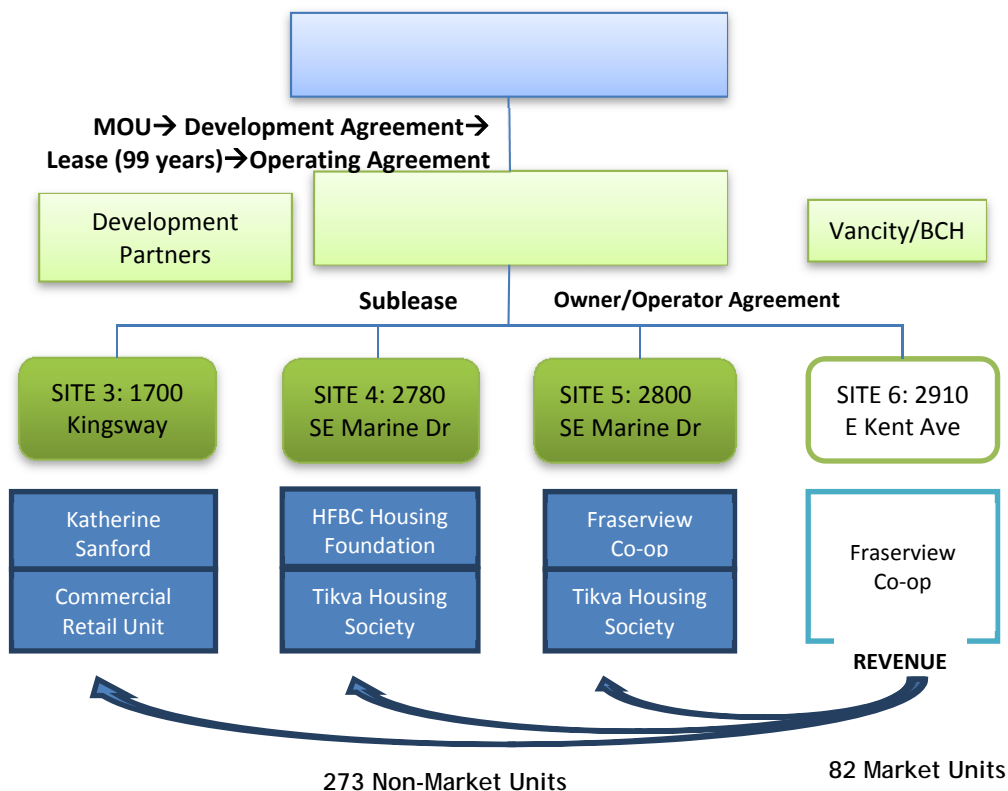 MOU→ Development Agreement→
Lease (99 years)→Operating Agreement
Development
Partners
Vancity/BCH
Sublease
Owner/Operator Agreement
SITE 3: 1700
Kingsway
SITE 4: 2780
SE Marine Dr
SITE 5: 2800
SE Marine Dr
SITE 6: 2910
E Kent Ave
Katherine
Sanford
HFBC Housing
Foundation
Fraserview
Co-op
Fraserview
Co-op
Commercial
Retail Unit
Tikva Housing
Society
Tikva Housing
Society
REVENUE
273 Non-Market Units
82 Market Units